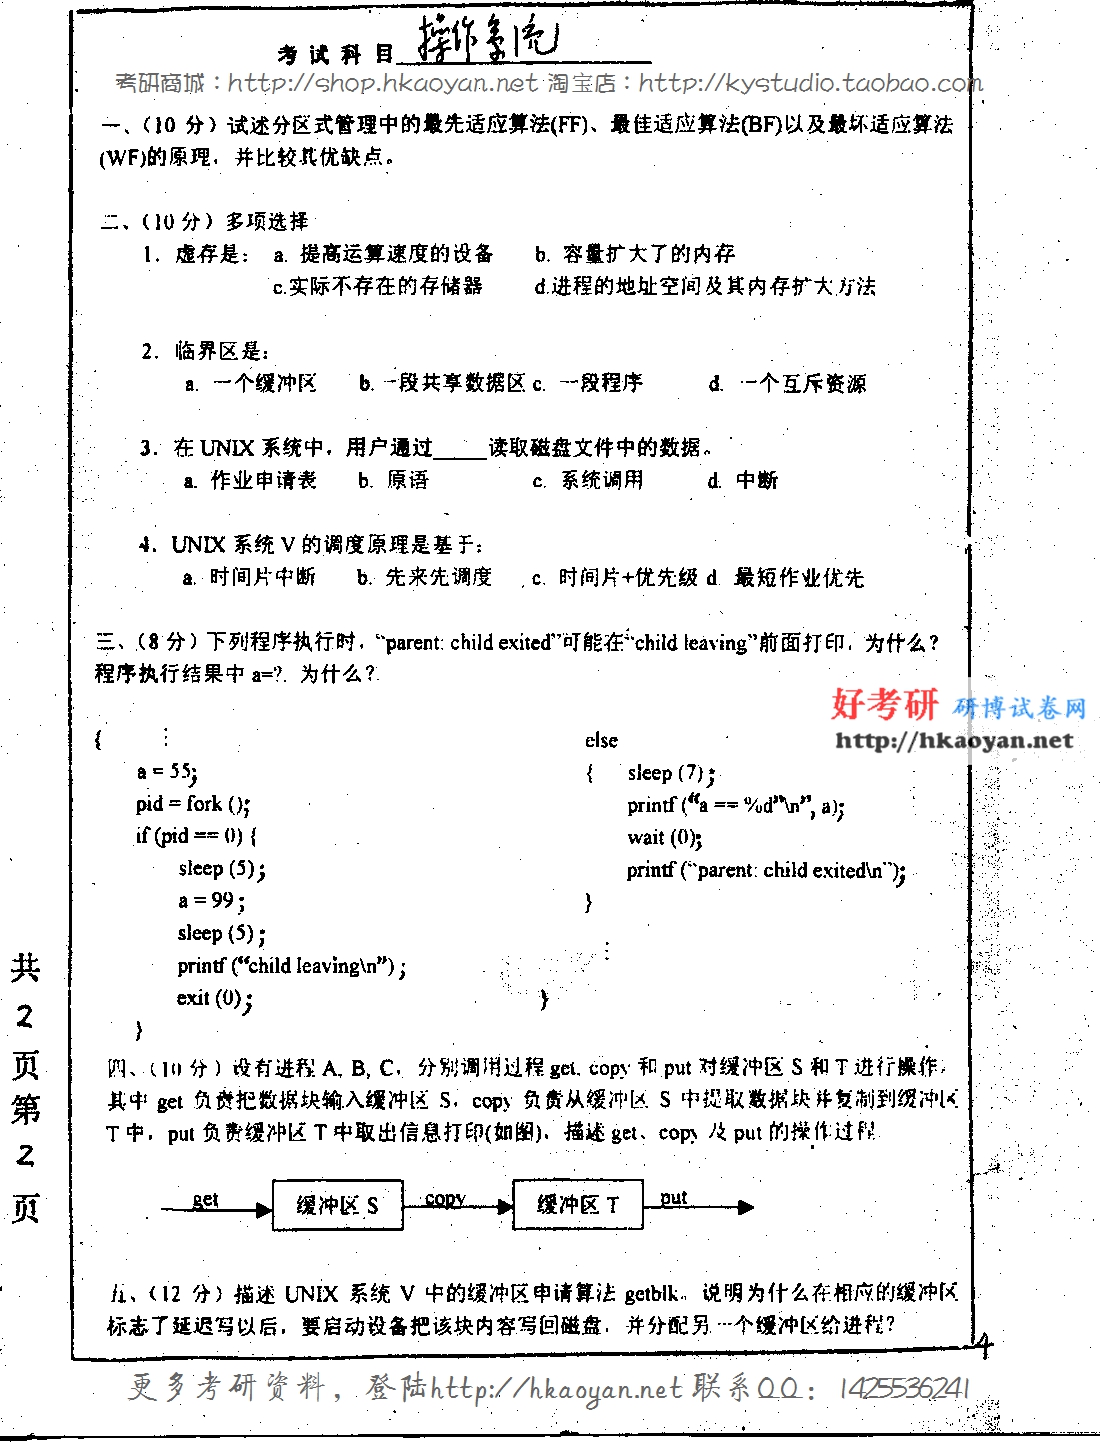 考试科目 操作系统
考研商城：http://shop.hkaoyan.net 淘宝店：http://kystudio.taobao.com
一、（10 分）试述分区式管理中的最先适应算法(FF)、最佳适应算法(BF)以及最坏适应算法
(WF)的原理，并比较其优缺点。
二、（10 分）多项选择
1. 虚存是： a. 提高运算速度的设备 b. 容量扩大了的内存
c.实际不存在的存储器 d.进程的地址空间及其内存扩大方法
2. 临界区是：
a. 一个缓冲区 b. 一段共享数据区 c. 一段程序 d. 一个互斥资源
3. 在 UNIX 系统中，用户通过_____读取磁盘文件中的数据。
a. 作业申请表 b. 原语 c. 系统调用 d. 中断
4. UNIX 系统 V 的调度原理是基于：
a. 时间片中断 b. 先来先调度 c. 时间片+优先级 d. 最短作业优先
三、（8 分）下列程序执行时，“parent: child exited”可能在“child leaving”前面打印，为什么？
程序执行结果中 a=?. 为什么?
{ ⋮ else
a = 55; { sleep (7);
pid = fork (); printf (“a == %d”\n”, a);
if (pid == 0) { wait (0);
sleep (5); printf (“parent: child exited\n”);
a = 99; }
sleep (5); ⋮
printf (“child leaving\n”);
exit (0); }
}
四、（10 分）设有进程 A, B, C，分别调用过程 get, copy 和 put 对缓冲区 S 和 T 进行操作，
其中 get 负责把数据块输入缓冲区 S，copy 负责从缓冲区 S 中提取数据块并复制到缓冲区
T 中，put 负责缓冲区 T 中取出信息打印(如图)，描述 get、copy 及 put 的操作过程
get 缓冲区 S copy 缓冲区 T put
五、（12 分）描述 UNIX 系统 V 中的缓冲区申请算法 getblk。说明为什么在相应的缓冲区
标志了延迟写以后，要启动设备把该块内容写回磁盘，并分配另一个缓冲区给进程？
共2页第2页
4
好考研 研博试卷网
http://hkaoyan.net
更多考研资料，登陆http://hkaoyan.net 联系QQ：1425536241